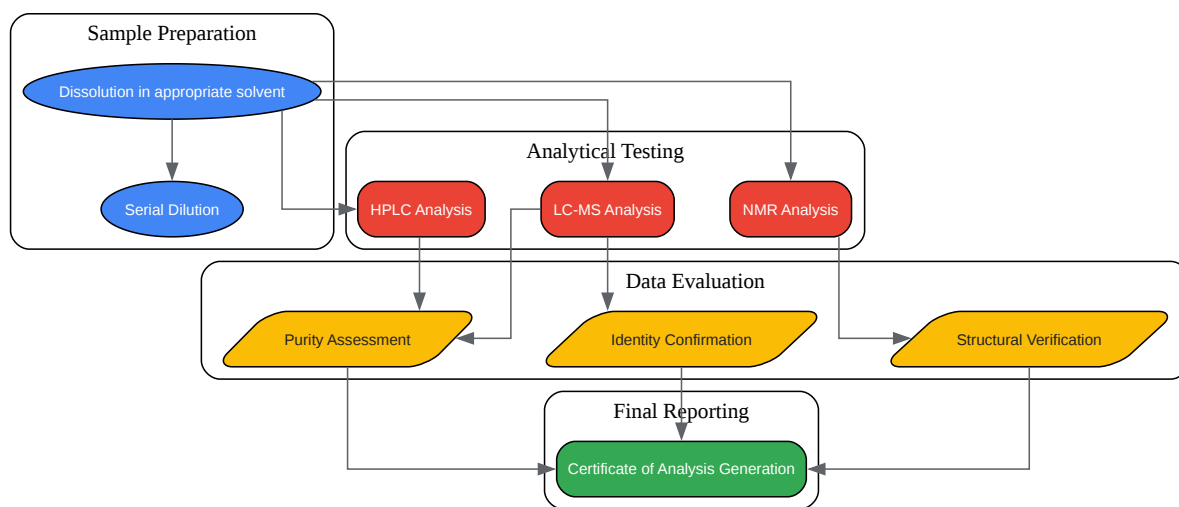 Sample Preparation
Dissolution in appropriate solvent
Serial Dilution
Analytical Testing
HPLC Analysis
LC-MS Analysis
NMR Analysis
Data Evaluation
Purity Assessment
Identity Confirmation
Structural Verification
Final Reporting
Certificate of Analysis Generation